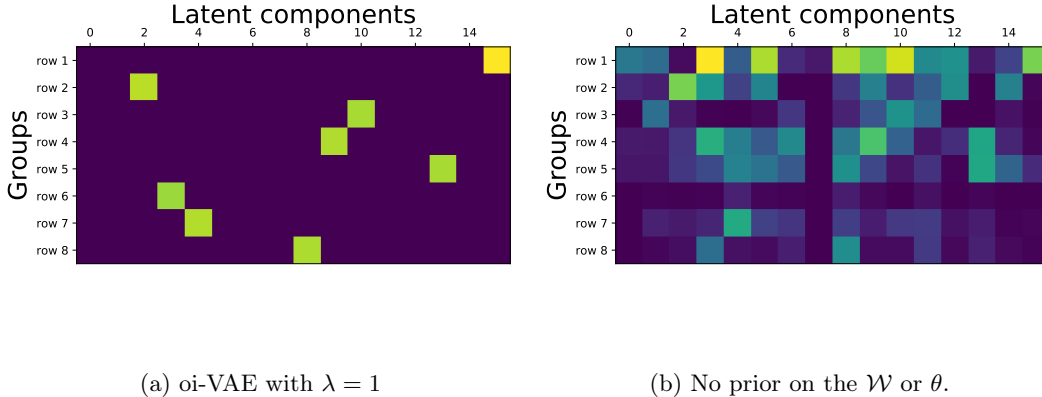 Latent components
0 2 4 6 8 10 12 14
Groups
row 1
row 2
row 3
row 4
row 5
row 6
row 7
row 8
(a) oi-VAE with λ = 1
Latent components
0 2 4 6 8 10 12 14
Groups
row 1
row 2
row 3
row 4
row 5
row 6
row 7
row 8
(b) No prior on the 𝒲 or θ.